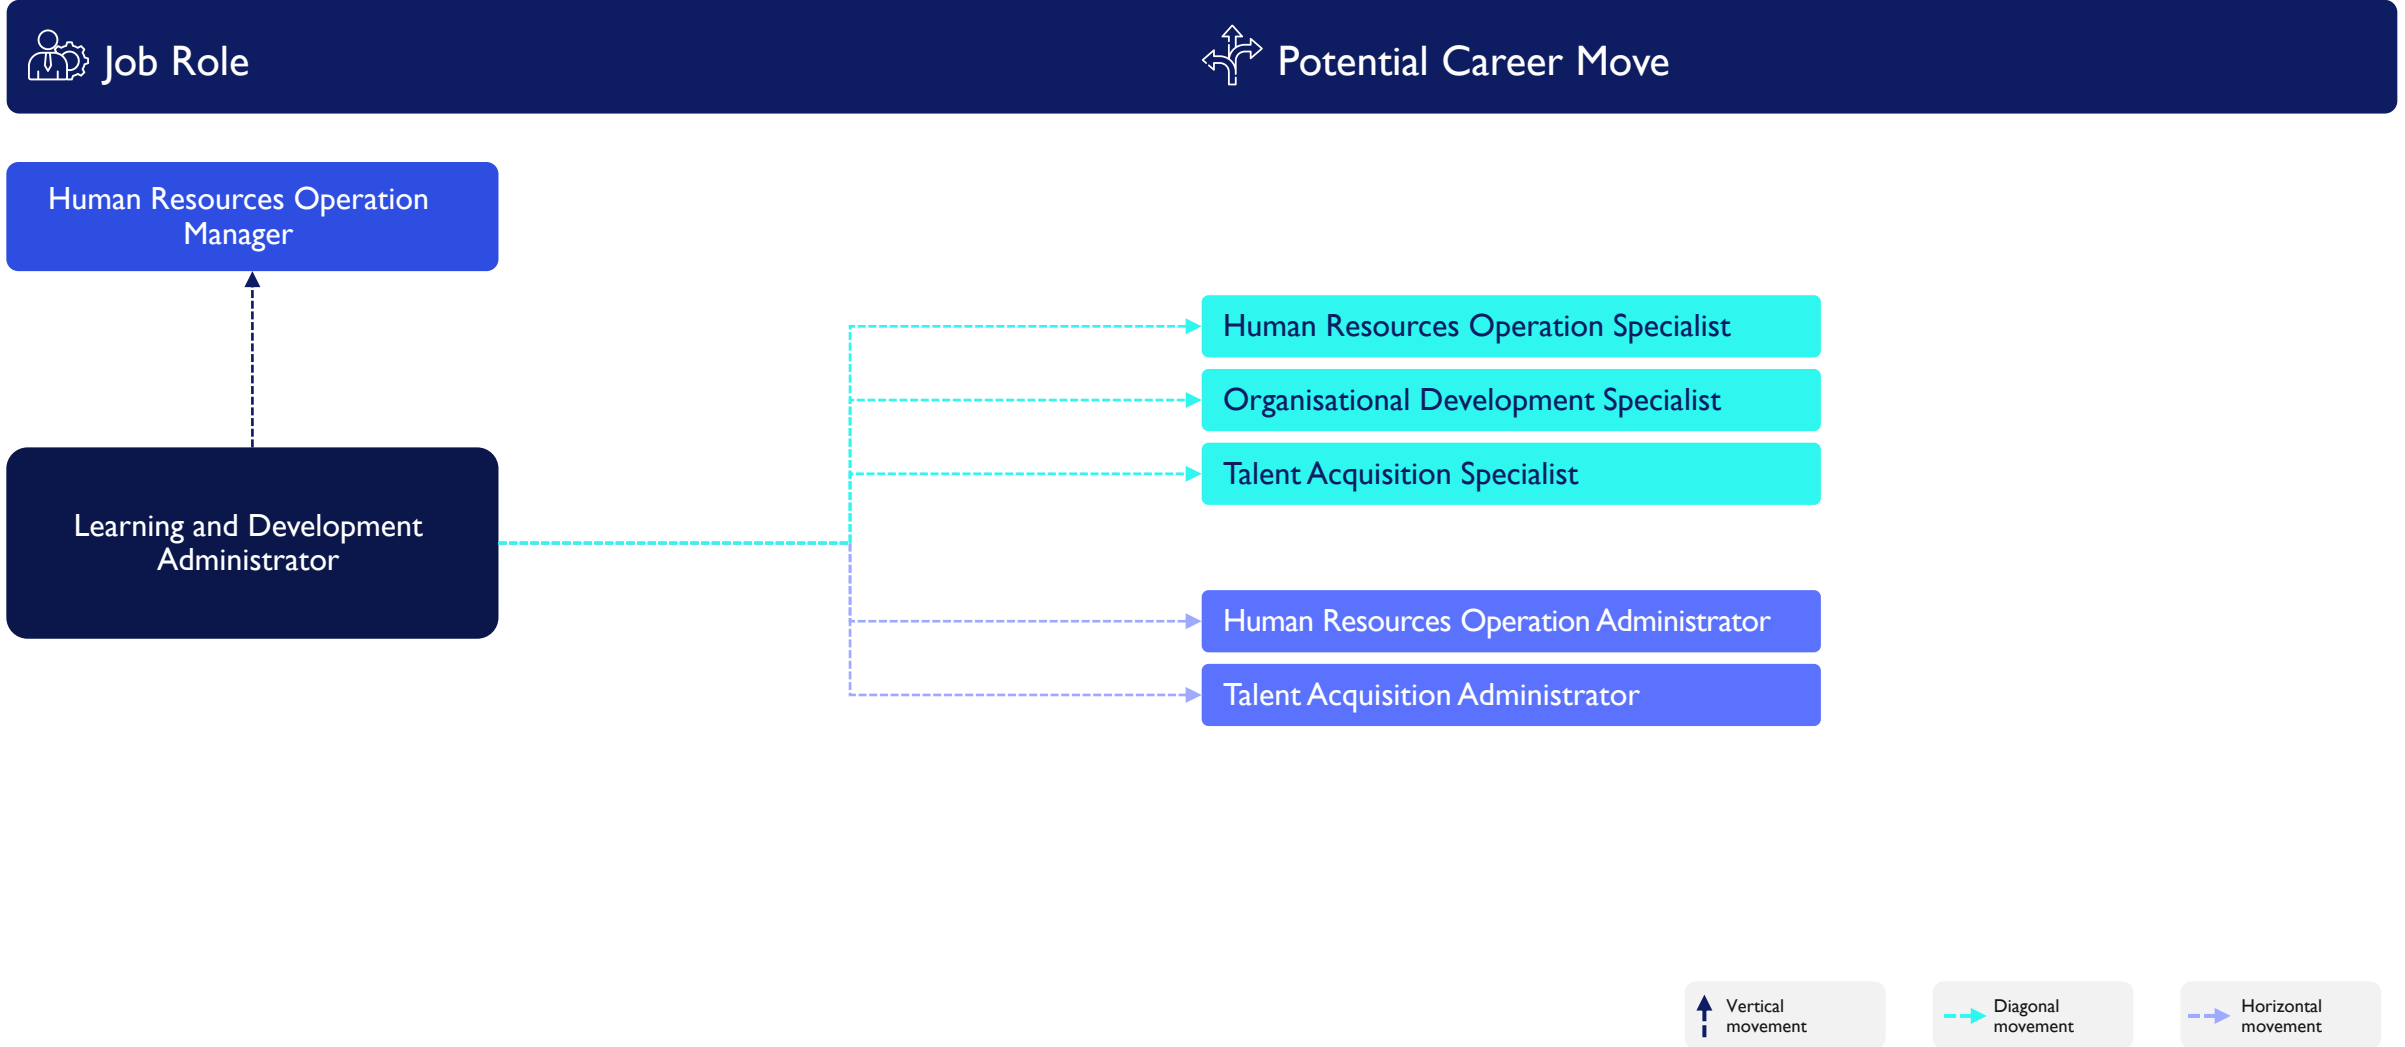 Job Role
Potential Career Move
Human Resources Operation
Manager
Human Resources Operation Specialist
Organisational Development Specialist
Talent Acquisition Specialist
Learning and Development
Administrator
Human Resources Operation Administrator
Talent Acquisition Administrator
Vertical
movement
Diagonal
movement
Horizontal
movement